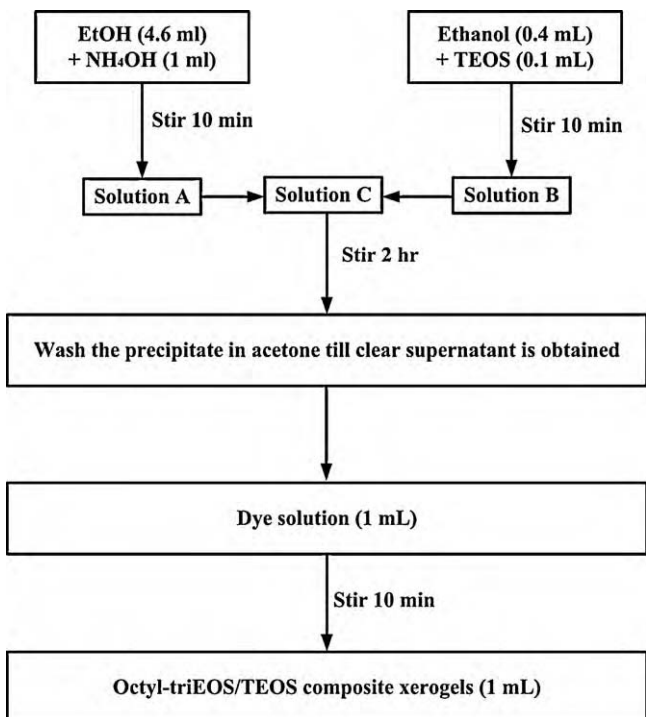 EtOH (4.6 ml)
+ NH₄OH (1 ml)
Ethanol (0.4 mL)
+ TEOS (0.1 mL)
Stir 10 min
Stir 10 min
Solution A
Solution C
Solution B
Stir 2 hr
Wash the precipitate in acetone till clear supernatant is obtained
Dye solution (1 mL)
Stir 10 min
Octyl-triEOS/TEOS composite xerogels (1 mL)